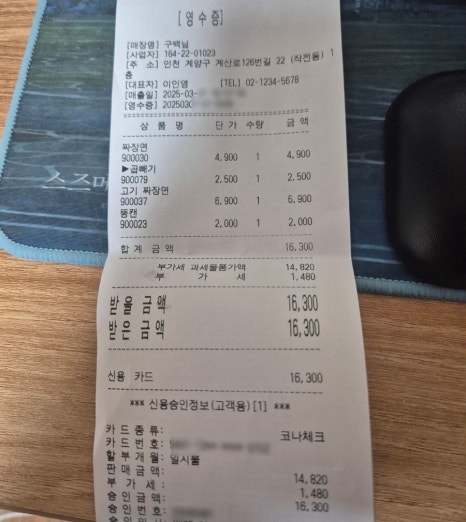 [영수증]
[매장명] 구백닢
[사업자] 164-22-01023
[주 소] 인천 계양구 계산로126번길 22 (작전동) 1
층
[대표자] 이인엽 [TEL] 02-1234-5678
[매출일] 2025-03-
[영수증] 2025030
상 품 명 단 가 수량 금 액
짜장면
900030 4,900 1 4,900
▶곱빼기
900079 2,500 1 2,500
고기 짜장면
900037 6,900 1 6,900
뚱캔
900023 2,000 1 2,000
합 계 금 액 16,300
부가세 과세물품가액 14,820
부 가 세 1,480
받을 금액 16,300
받은 금액 16,300
신용 카드 16,300
*** 신용승인정보(고객용) [1] ***
카 드 종 류: 코나체크
카 드 번 호:
할 부 개 월: 일시불
판 매 금 액: 14,820
부 가 세 : 1,480
승 인 금 액: 16,300
승 인 번 호:
스즈메